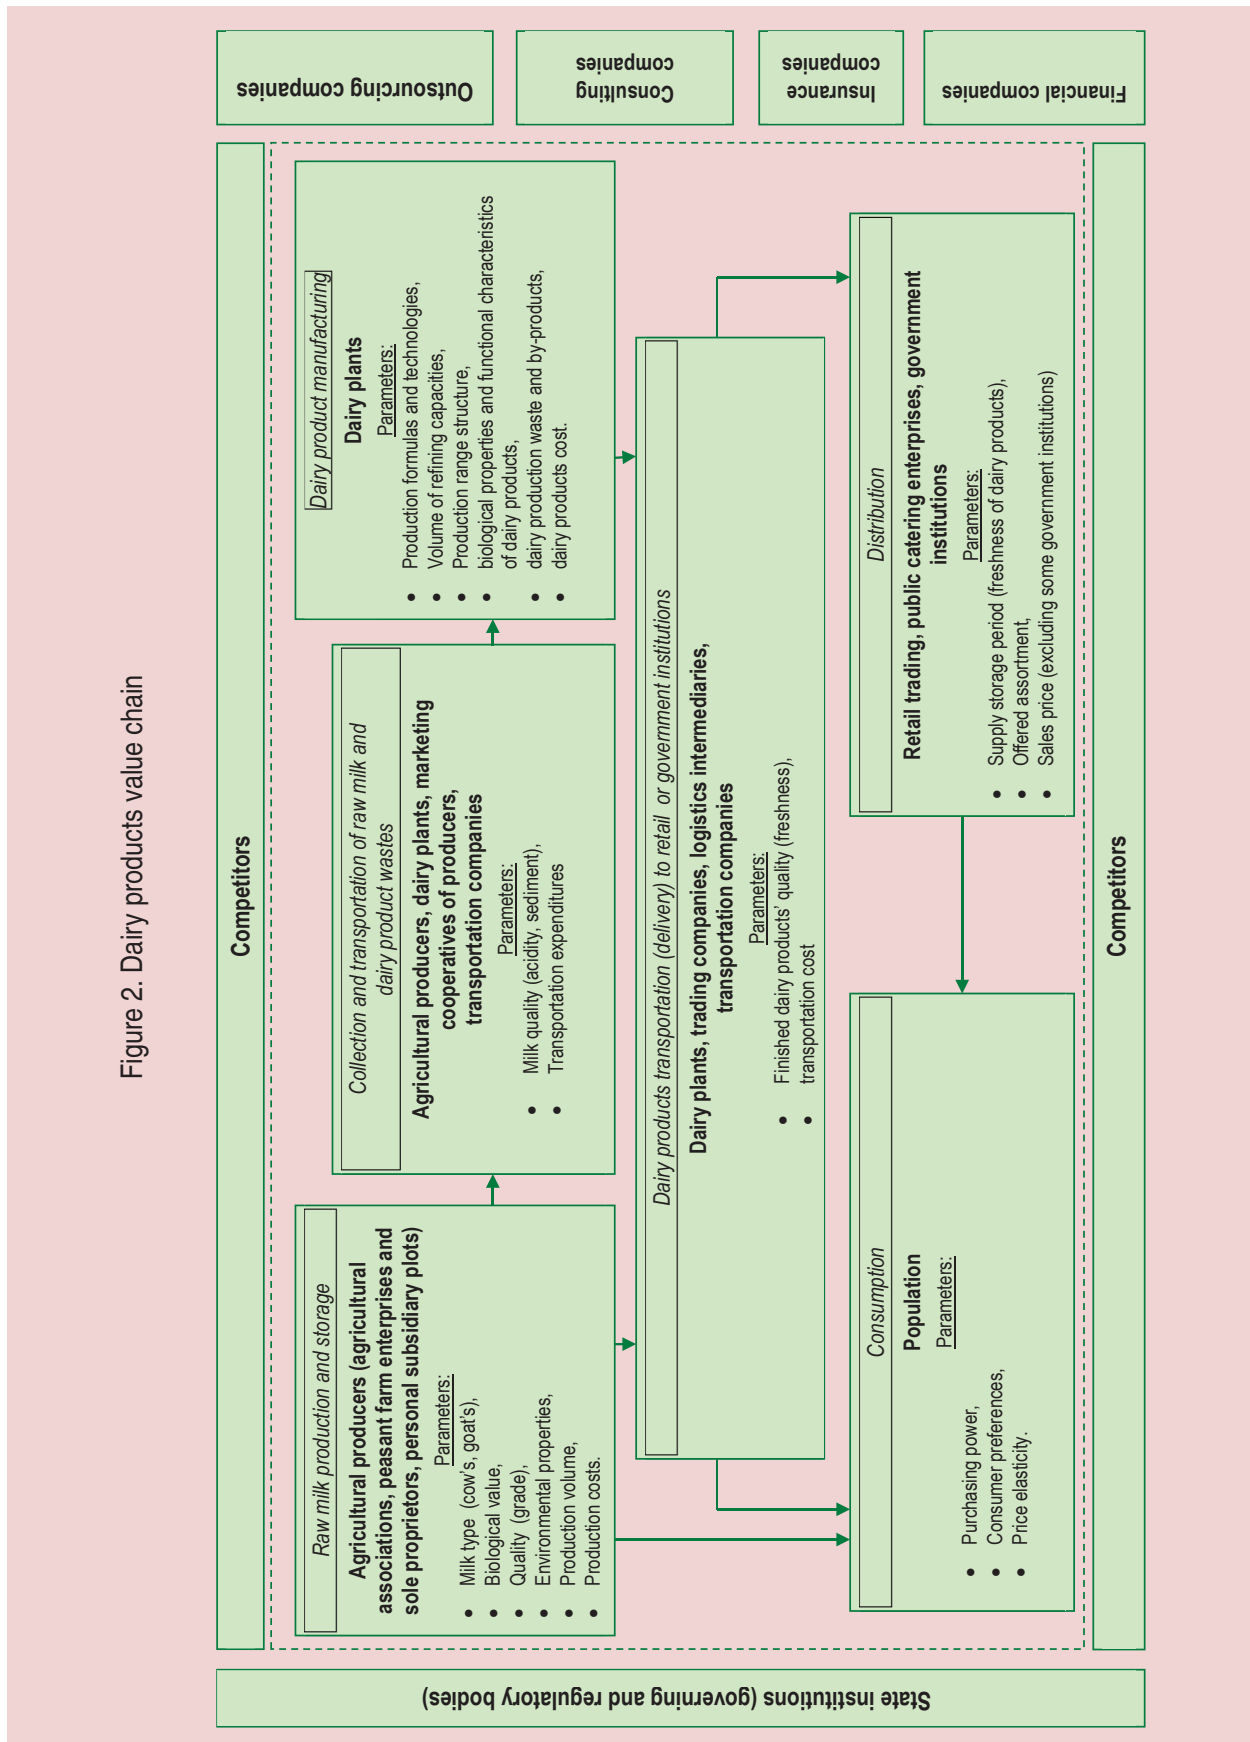 Figure 2. Dairy products value chain
Competitors
Raw milk production and storage
Agricultural producers (agricultural
associations, peasant farm enterprises and
sole proprietors, personal subsidiary plots)
Parameters:
• Milk type (cow's, goat's),
• Biological value,
• Quality (grade),
• Environmental properties,
• Production volume,
• Production costs.
Collection and transportation of raw milk and
dairy product wastes
Agricultural producers, dairy plants, marketing
cooperatives of producers,
transportation companies
Parameters:
• Milk quality (acidity, sediment),
• Transportation expenditures
Dairy product manufacturing
Dairy plants
Parameters:
• Production formulas and technologies,
• Volume of refining capacities,
• Production range structure,
• biological properties and functional characteristics
of dairy products,
• dairy production waste and by-products,
• dairy products cost.
Dairy products transportation (delivery) to retail or government institutions
Dairy plants, trading companies, logistics intermediaries,
transportation companies
Parameters:
• Finished dairy products' quality (freshness),
• transportation cost
Consumption
Population
Parameters:
• Purchasing power,
• Consumer preferences,
• Price elasticity.
Distribution
Retail trading, public catering enterprises, government
institutions
Parameters:
• Supply storage period (freshness of dairy products),
• Offered assortment,
• Sales price (excluding some government institutions)
Competitors
State institutions (governing and regulatory bodies)
Outsourcing companies
Consulting
companies
Insurance
companies
Financial companies